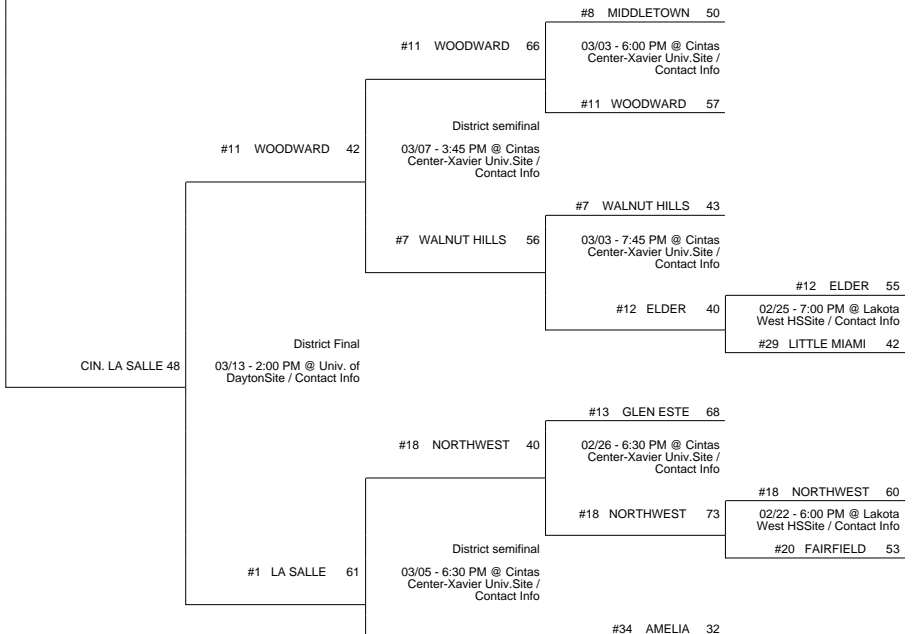 #8 MIDDLETOWN 50
#11 WOODWARD 66
03/03 - 6:00 PM @ Cintas
Center-Xavier Univ.Site /
Contact Info
#11 WOODWARD 57
District semifinal
#11 WOODWARD 42
03/07 - 3:45 PM @ Cintas
Center-Xavier Univ.Site /
Contact Info
#7 WALNUT HILLS 43
#7 WALNUT HILLS 56
03/03 - 7:45 PM @ Cintas
Center-Xavier Univ.Site /
Contact Info
#12 ELDER 55
#12 ELDER 40
02/25 - 7:00 PM @ Lakota
West HSSite / Contact Info
#29 LITTLE MIAMI 42
District Final
CIN. LA SALLE 48
03/13 - 2:00 PM @ Univ. of
DaytonSite / Contact Info
#13 GLEN ESTE 68
#18 NORTHWEST 40
02/26 - 6:30 PM @ Cintas
Center-Xavier Univ.Site /
Contact Info
#18 NORTHWEST 60
#18 NORTHWEST 73
02/22 - 6:00 PM @ Lakota
West HSSite / Contact Info
#20 FAIRFIELD 53
District semifinal
#1 LA SALLE 61
03/05 - 6:30 PM @ Cintas
Center-Xavier Univ.Site /
Contact Info
#34 AMELIA 32